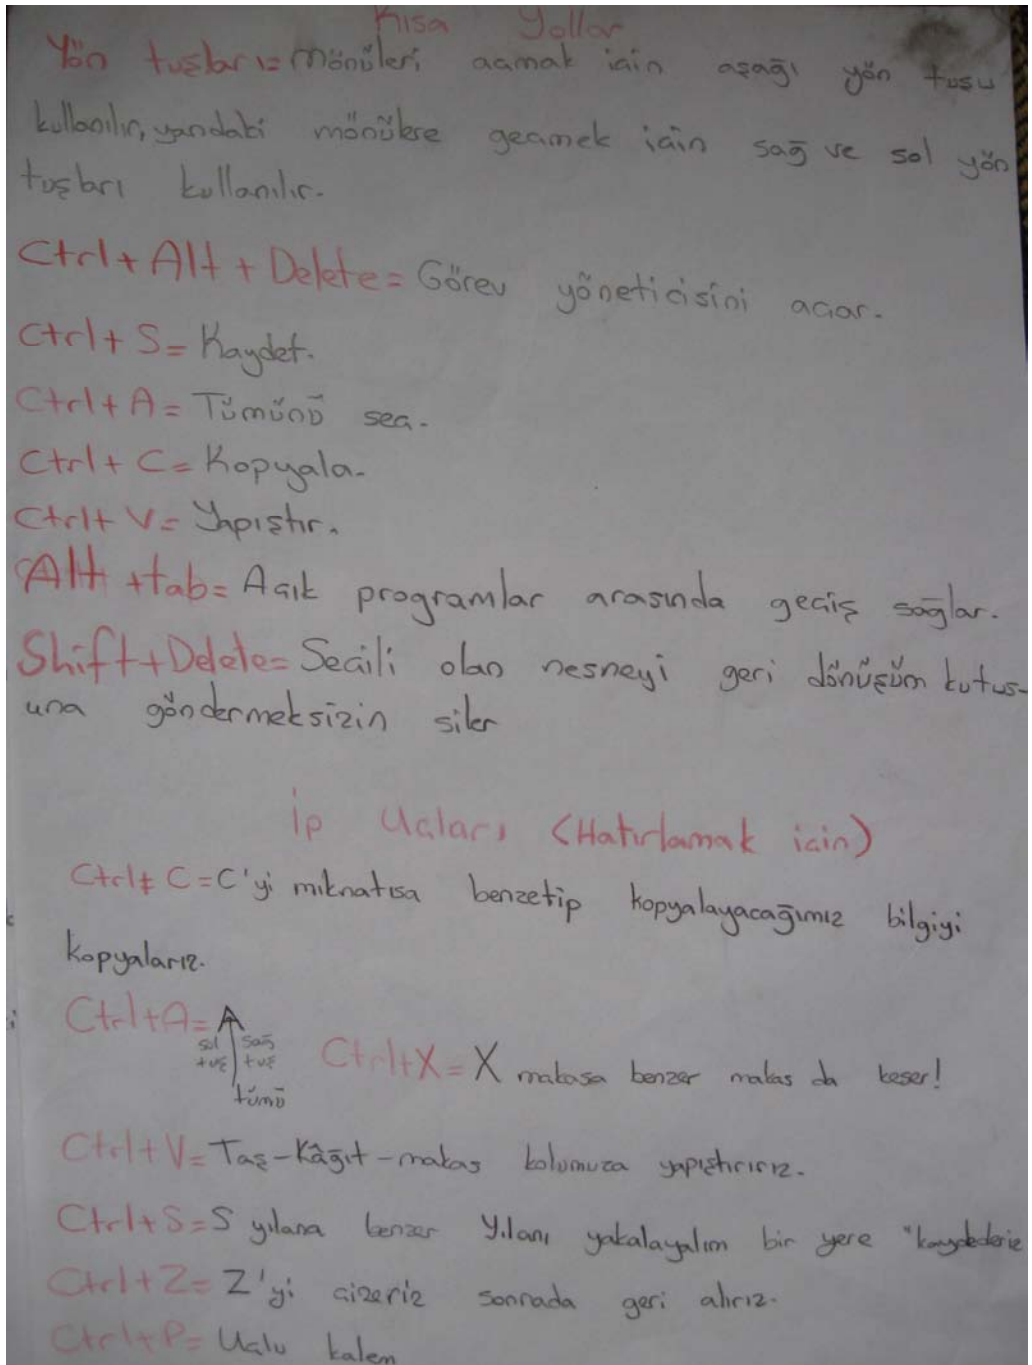 Kısa Yollar
Yön tuşları= Mönüleri açmak için aşağı yön tuşu
kullanılır, yandaki mönülere geçmek için sağ ve sol yön
tuşları kullanılır.
Ctrl+Alt+Delete= Görev yöneticisini açar.
Ctrl+S= Kaydet.
Ctrl+A= Tümünü seç.
Ctrl+C= Kopyala.
Ctrl+V= Yapıştır.
Alt+tab= Açık programlar arasında geçiş sağlar.
Shift+Delete= Seçili olan nesneyi geri dönüşüm kutus-
una göndermeksizin siler
İp Uçları (Hatırlamak için)
Ctrl+C=C'yi mıknatısa benzetip kopyalayacağımız bilgiyi
kopyalarız.
Ctrl+A=A
sol tuş sağ tuş
tümü
Ctrl+X= X makasa benzer makas da keser!
Ctrl+V= Taş-Kâğıt-makas kolumuza yapıştırırız.
Ctrl+S=S yılana benzer Yılanı yakalayalım bir yere "kaydederiz
Ctrl+Z= Z'yi çizeriz sonrada geri alırız.
Ctrl+P= Uçlu kalem